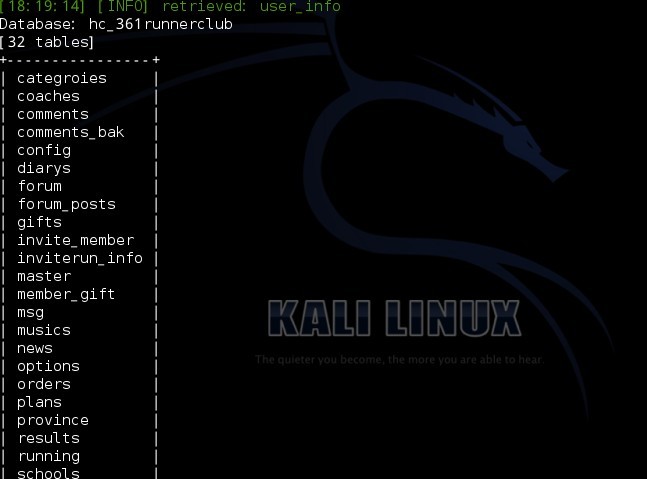 [18:19:14] [INFO] retrieved: user_info
Database: hc_361runnerclub
[32 tables]
+----------------+
| categroies     |
| coaches        |
| comments       |
| comments_bak   |
| config         |
| diarys         |
| forum          |
| forum_posts    |
| gifts          |
| invite_member  |
| inviterun_info |
| master         |
| member_gift    |
| msg            |
| musics         |
| news           |
| options        |
| orders         |
| plans          |
| province       |
| results        |
| running        |
| schools        |
KALI LINUX
The quieter you become, the more you are able to hear.